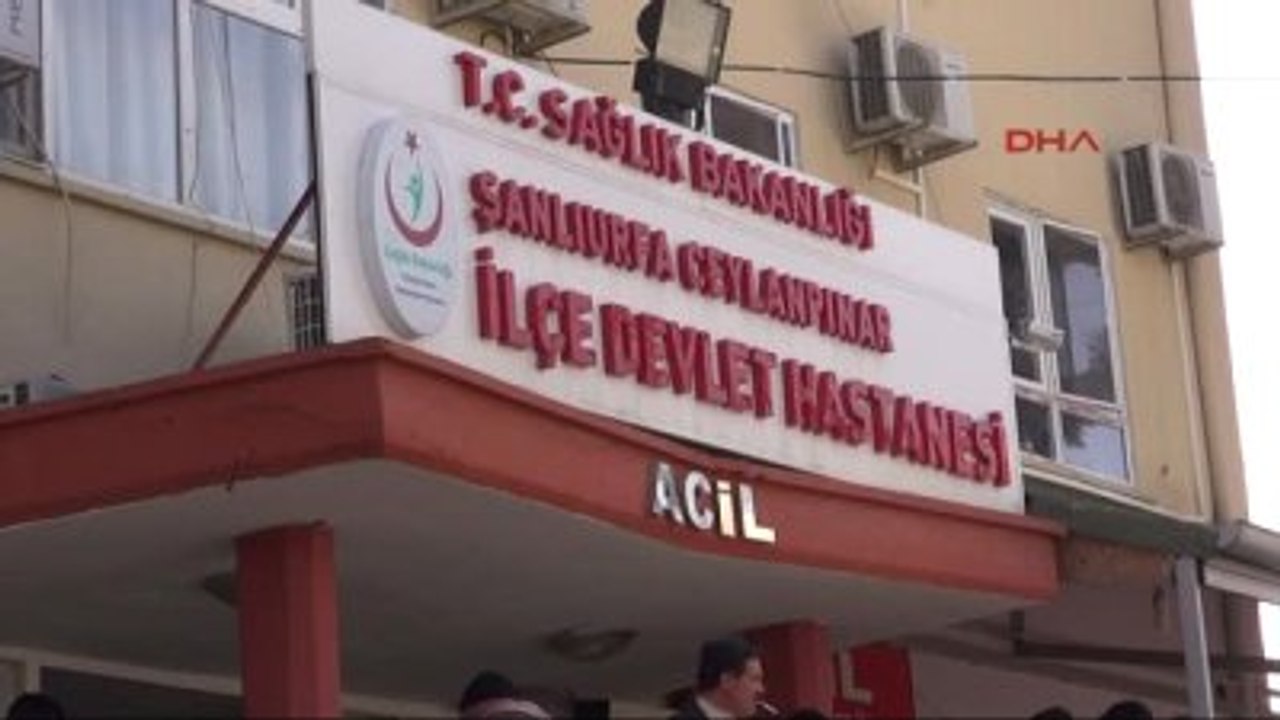 T.C. SAĞLIK BAKANLIĞI
ŞANLIURFA CEYLANPINAR
İLÇE DEVLET HASTANESİ
ACİL
DHA